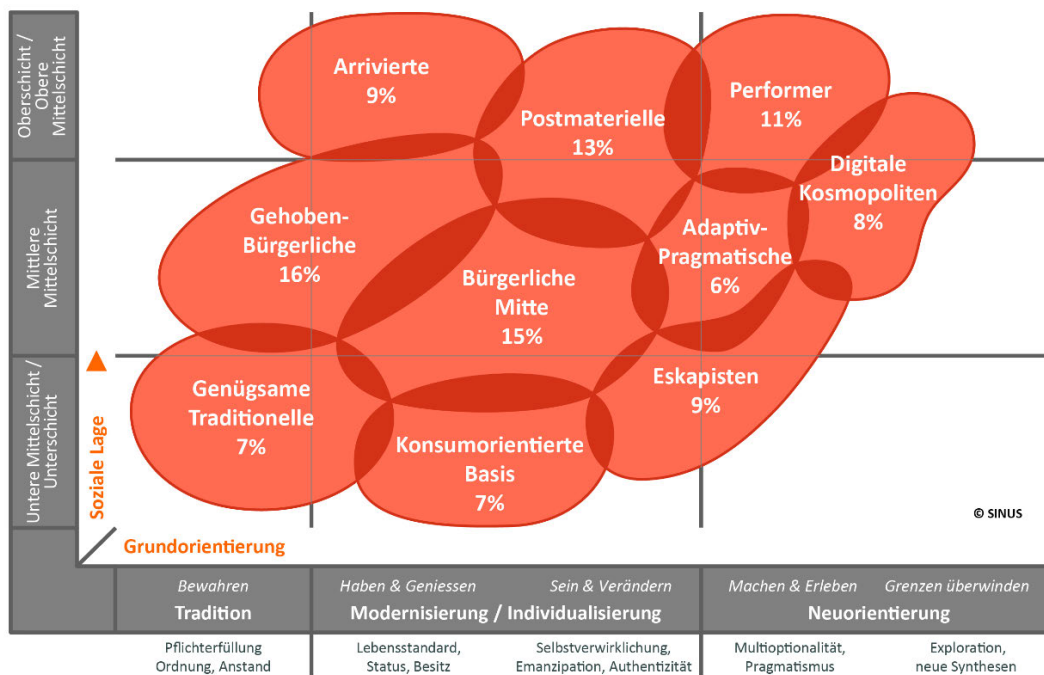 Oberschicht /
Obere
Mittelschicht
Mittlere
Mittelschicht
Untere Mittelschicht /
Unterschicht
Soziale Lage
Arrivierte
9%
Postmaterielle
13%
Performer
11%
Digitale
Kosmopoliten
8%
Gehoben-
Bürgerliche
16%
Bürgerliche
Mitte
15%
Adaptiv-
Pragmatische
6%
Genügsame
Traditionelle
7%
Konsumorientierte
Basis
7%
Eskapisten
9%
© SINUS
Grundorientierung
Bewahren
Tradition
Haben & Geniessen
Sein & Verändern
Modernisierung / Individualisierung
Machen & Erleben
Grenzen überwinden
Neuorientierung
Pflichterfüllung
Ordnung, Anstand
Lebensstandard,
Status, Besitz
Selbstverwirklichung,
Emanzipation, Authentizität
Multioptionalität,
Pragmatismus
Exploration,
neue Synthesen